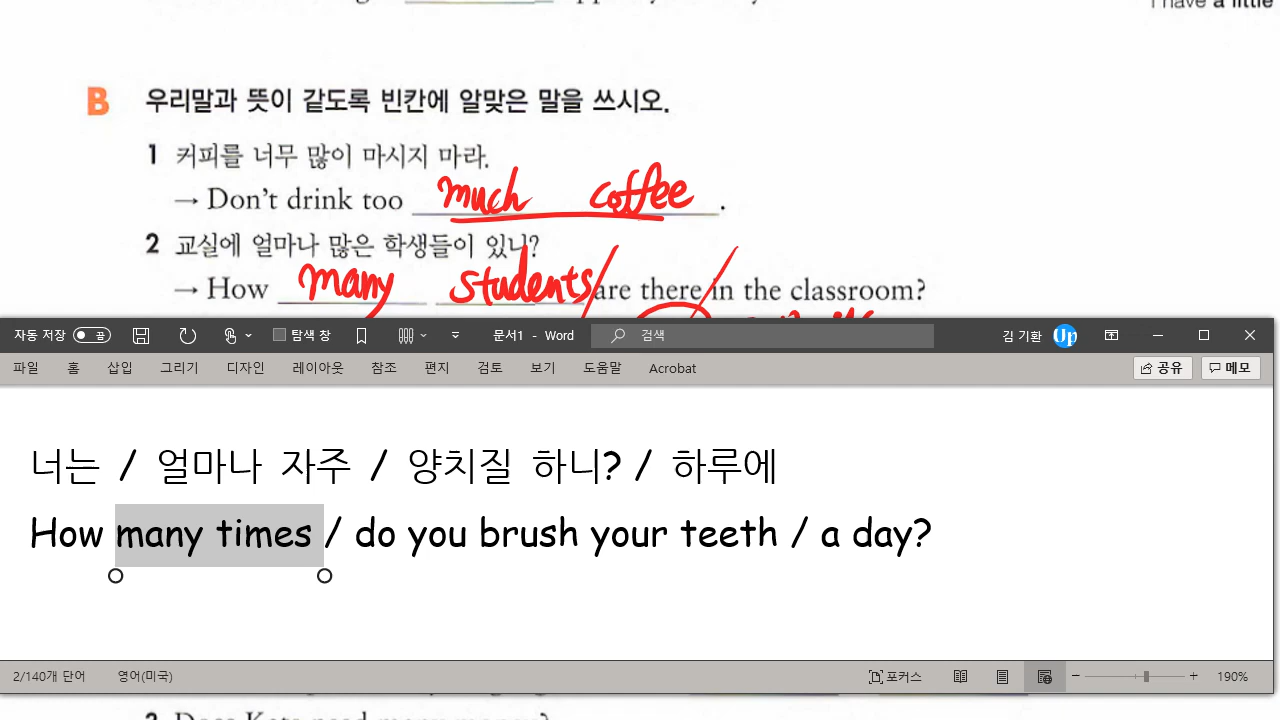 I have a little
B 우리말과 뜻이 같도록 빈칸에 알맞은 말을 쓰시오.
1 커피를 너무 많이 마시지 마라.
→ Don't drink too much coffee.
2 교실에 얼마나 많은 학생들이 있니?
→ How many students / are there / in the classroom?
자동 저장 끔 탐색 창 문서1 - Word 검색 김 기환 Up
파일 홈 삽입 그리기 디자인 레이아웃 참조 편지 검토 보기 도움말 Acrobat 공유 메모
너는 / 얼마나 자주 / 양치질 하니? / 하루에
How many times / do you brush your teeth / a day?
2/140개 단어 영어(미국) 포커스 190%